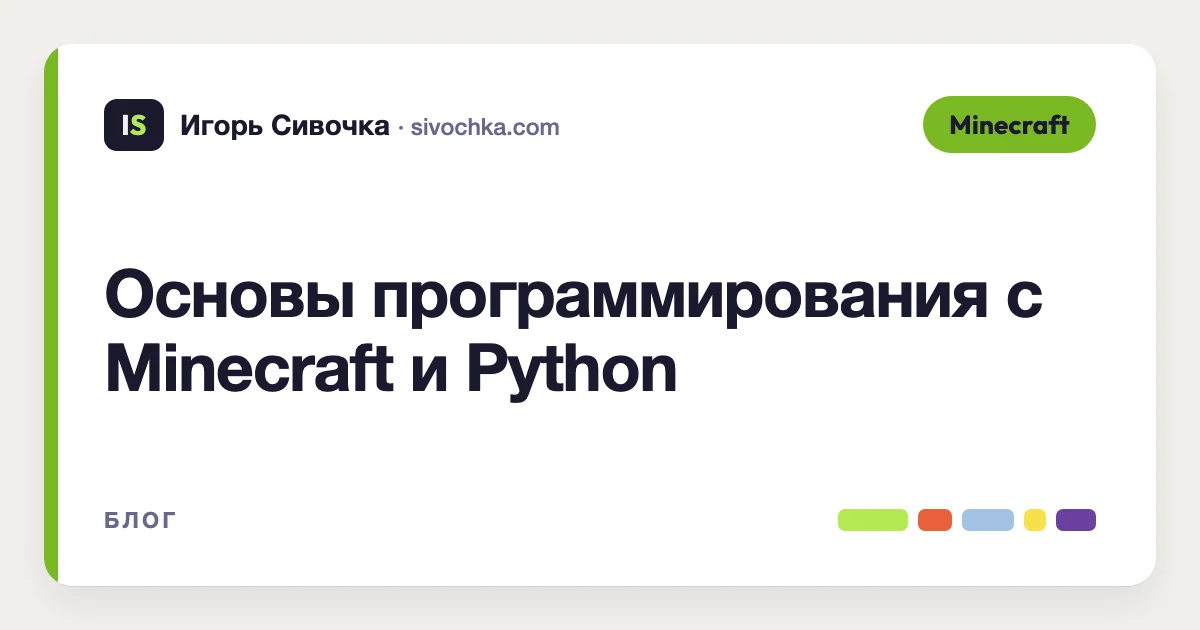 IS Игорь Сивочка · sivochka.com
Minecraft
Основы программирования с
Minecraft и Python
БЛОГ